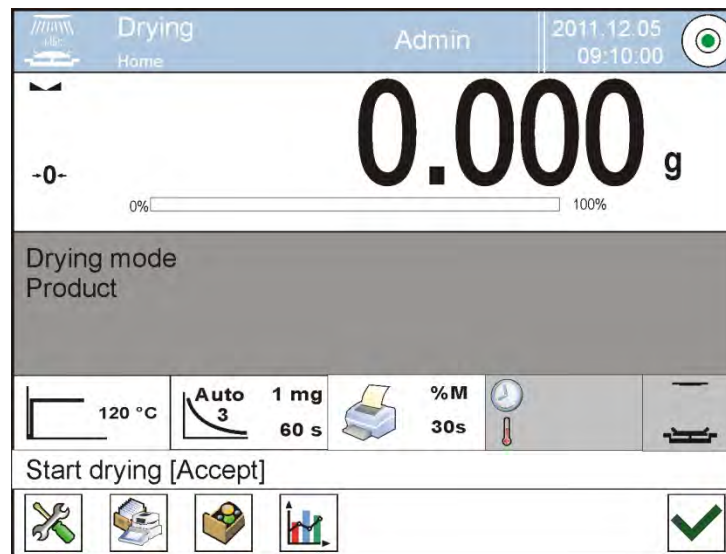 Drying
Home
Admin
2011.12.05
09:10:00
→0←
0.000 g
0% 100%
Drying mode
Product
120 °C
Auto 1 mg
3
60 s
%M
30s
Start drying [Accept]